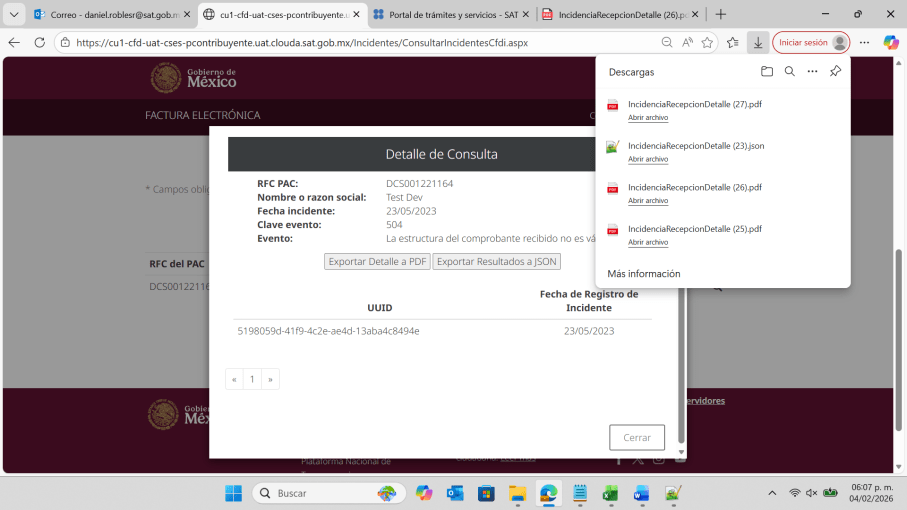 Correo - daniel.roblesr@sat.gob.m
cu1-cfd-uat-cses-pcontribuyente.u
Portal de trámites y servicios - SAT
IncidenciaRecepcionDetalle (26).p
https://cu1-cfd-uat-cses-pcontribuyente.uat.clouda.sat.gob.mx/Incidentes/ConsultarIncidentesCfdi.aspx
Iniciar sesión
Gobierno de
México
FACTURA ELECTRÓNICA
C
Descargas
IncidenciaRecepcionDetalle (27).pdf
Abrir archivo
IncidenciaRecepcionDetalle (23).json
Abrir archivo
IncidenciaRecepcionDetalle (26).pdf
Abrir archivo
IncidenciaRecepcionDetalle (25).pdf
Abrir archivo
Más información
* Campos oblig
RFC del PAC
DCS00122116
Detalle de Consulta
RFC PAC: DCS001221164
Nombre o razon social: Test Dev
Fecha incidente: 23/05/2023
Clave evento: 504
Evento: La estructura del comprobante recibido no es vá
Exportar Detalle a PDF Exportar Resultados a JSON
UUID Fecha de Registro de Incidente
5198059d-41f9-4c2e-ae4d-13aba4c8494e 23/05/2023
« 1 »
Cerrar
Gobie
Méx
ervidores
Plataforma Nacional de
Buscar
06:07 p. m.
04/02/2026